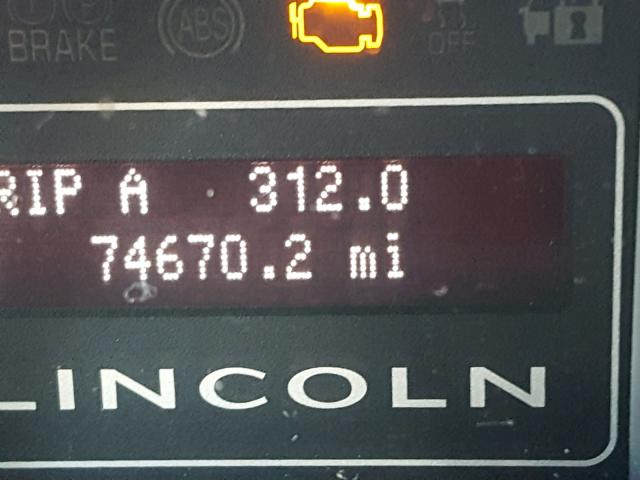 BRAKE ABS OFF
RIP A 312.0
74670.2 mi
LINCOLN